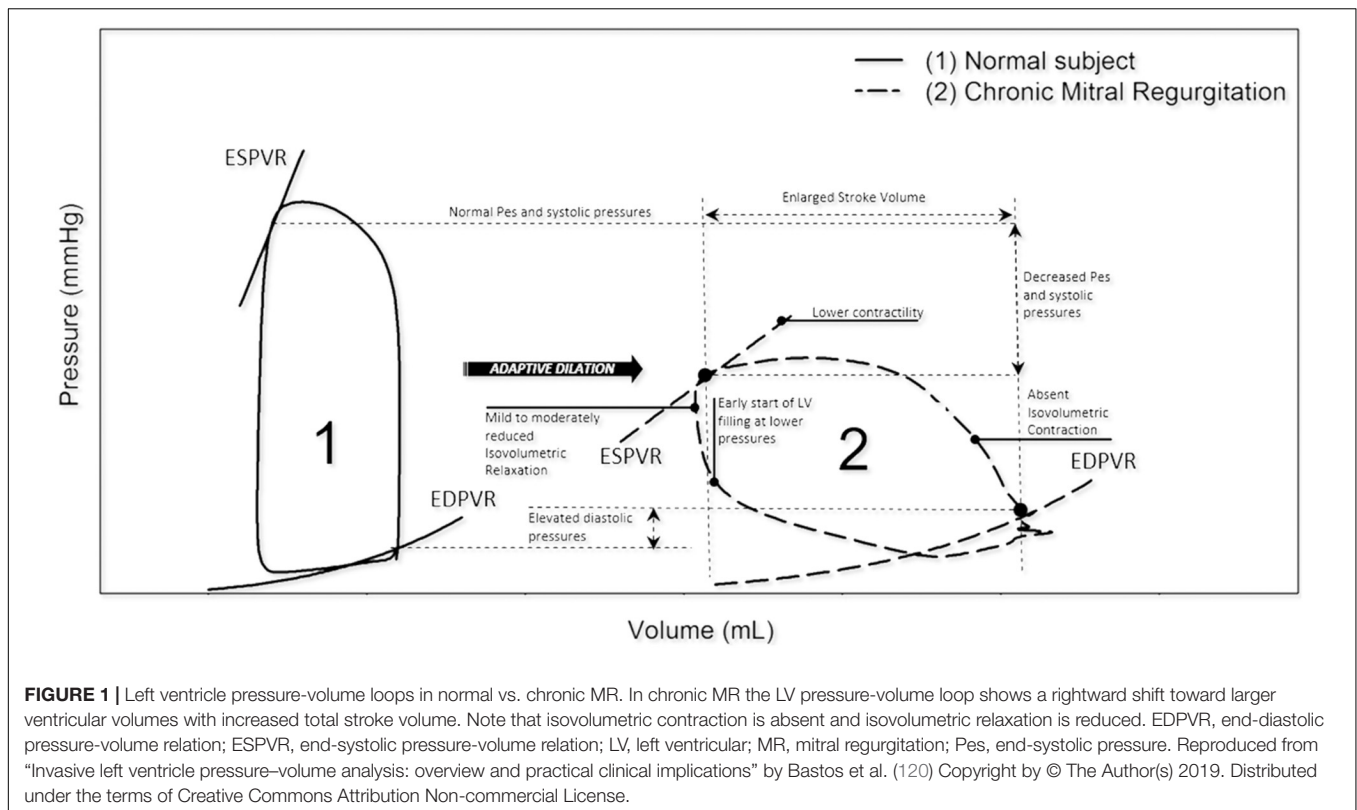 (1) Normal subject
(2) Chronic Mitral Regurgitation
ESPVR
Enlarged Stroke Volume
Normal Pes and systolic pressures
Pressure (mmHg)
Decreased Pes
and systolic
pressures
Lower contractility
ADAPTIVE DILATION
Early start of LV
filling at lower
pressures
Absent
Isovolumetric
Contraction
Mild to moderately
reduced
Isovolumetric
Relaxation
1
ESPVR
2
EDPVR
EDPVR
Elevated diastolic
pressures
Volume (mL)
FIGURE 1 | Left ventricle pressure-volume loops in normal vs. chronic MR. In chronic MR the LV pressure-volume loop shows a rightward shift toward larger
ventricular volumes with increased total stroke volume. Note that isovolumetric contraction is absent and isovolumetric relaxation is reduced. EDPVR, end-diastolic
pressure-volume relation; ESPVR, end-systolic pressure-volume relation; LV, left ventricular; MR, mitral regurgitation; Pes, end-systolic pressure. Reproduced from
“Invasive left ventricle pressure–volume analysis: overview and practical clinical implications” by Bastos et al. (120) Copyright by © The Author(s) 2019. Distributed
under the terms of Creative Commons Attribution Non-commercial License.